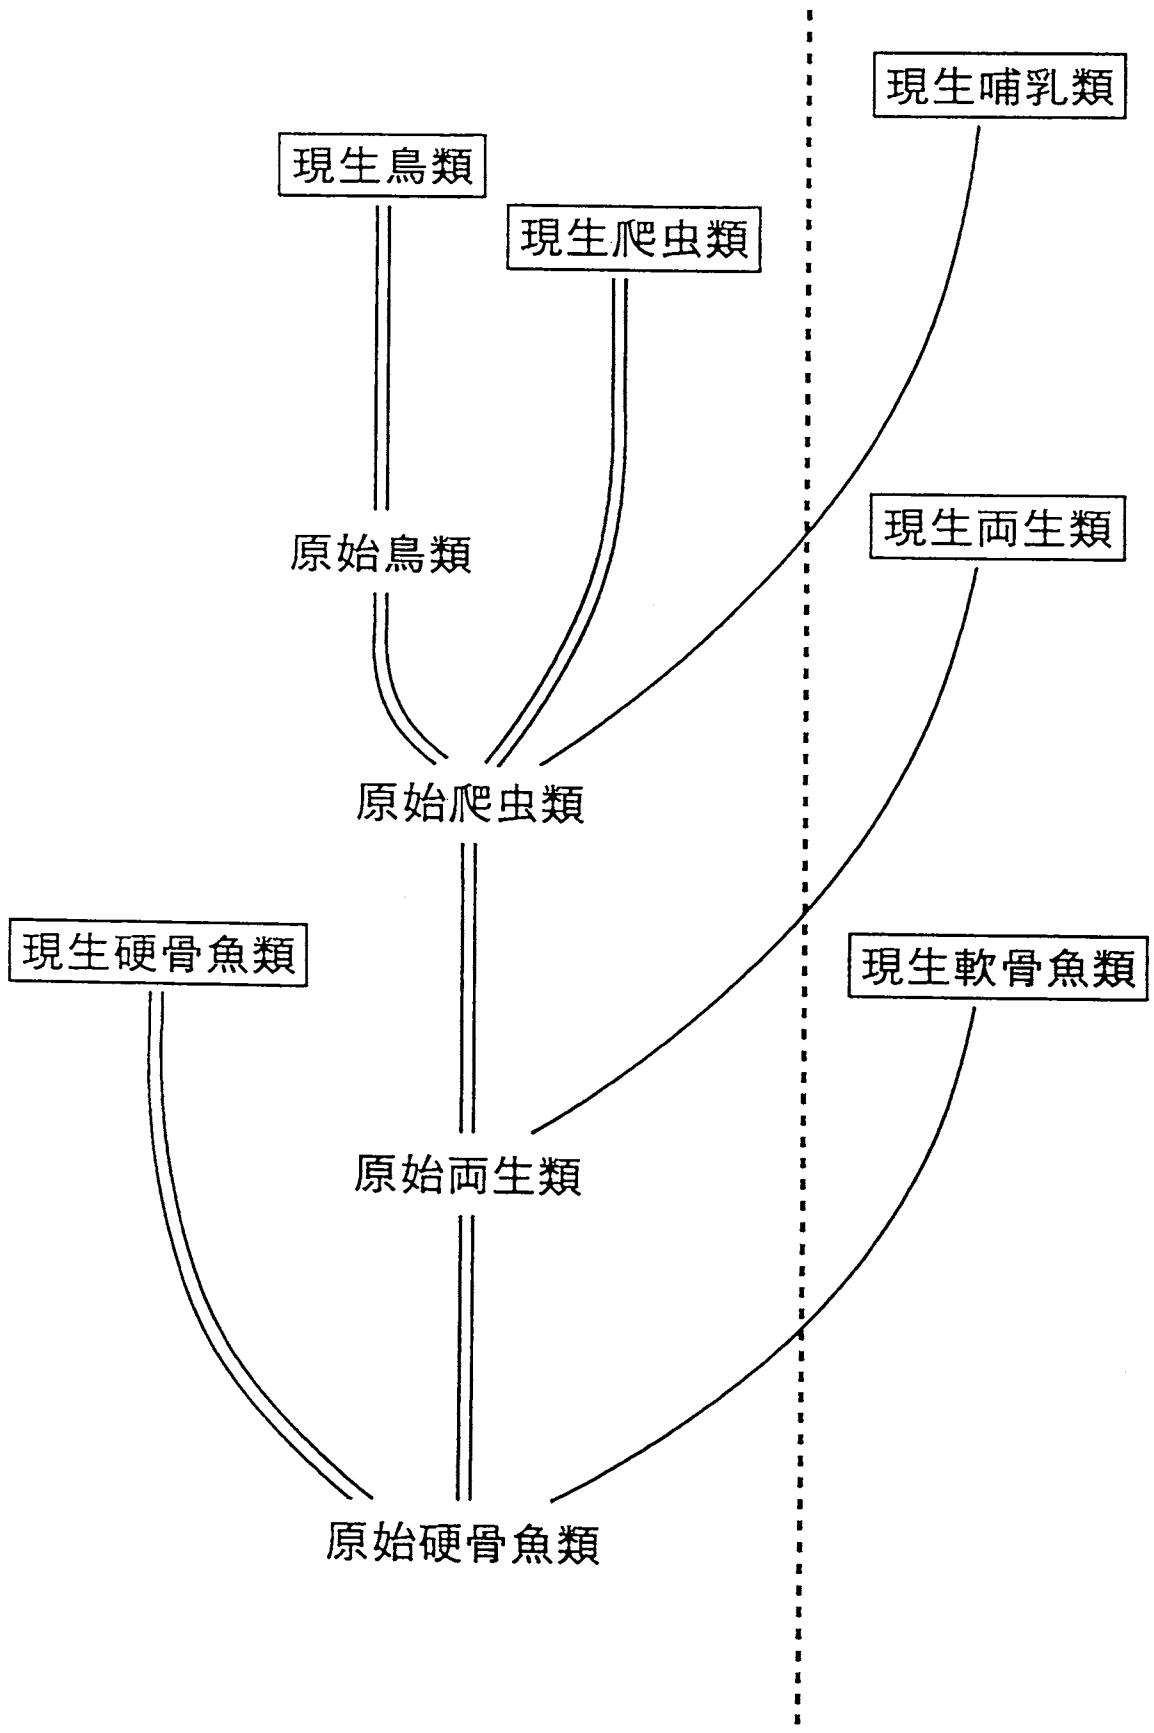 現生哺乳類
現生鳥類
現生爬虫類
現生両生類
原始鳥類
原始爬虫類
現生硬骨魚類
現生軟骨魚類
原始両生類
原始硬骨魚類